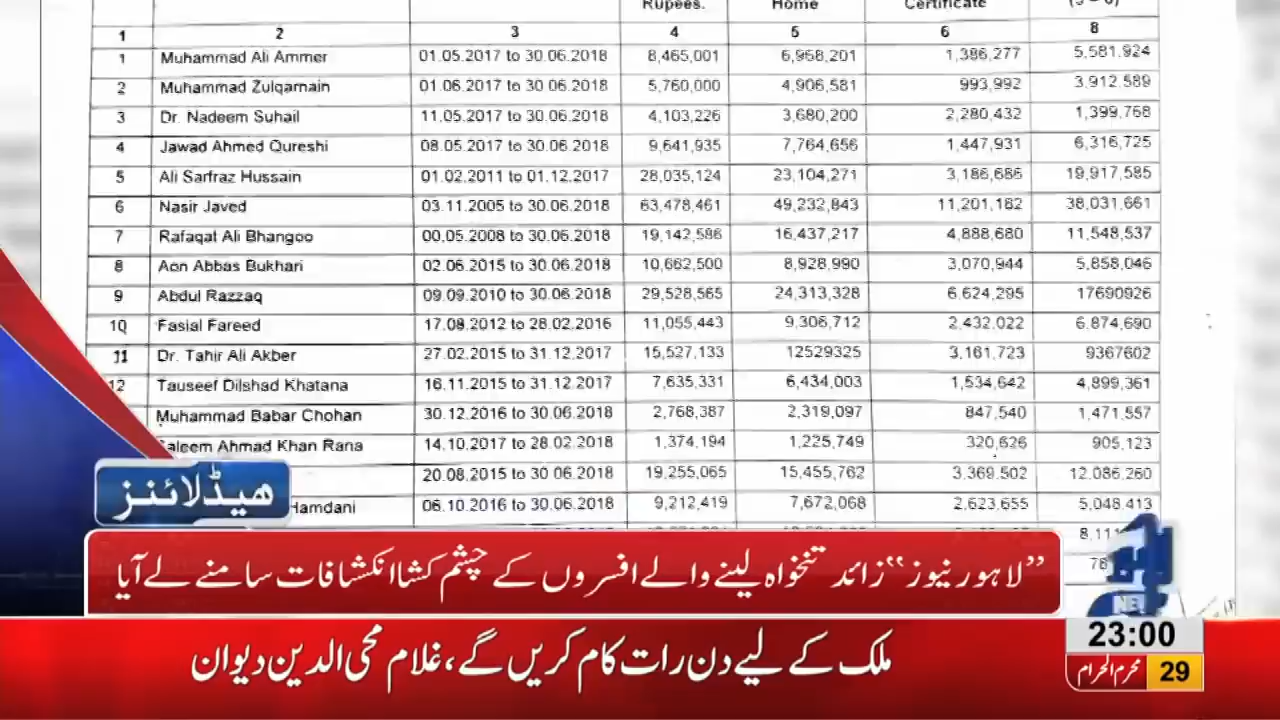 Rupees. Home Certificate
1 2 3 4 5 6 8
1 Muhammad Ali Ammer 01.05.2017 to 30.06.2018 8,465,001 6,968,201 1,386,277 5,581,924
2 Muhammad Zulqarnain 01.06.2017 to 30.06.2018 5,760,000 4,906,581 993,992 3,912,589
3 Dr. Nadeem Suhail 11.05.2017 to 30.06.2018 4,103,226 3,680,200 2,280,432 1,399,768
4 Jawad Ahmed Qureshi 08.05.2017 to 30.06.2018 9,641,935 7,764,656 1,447,931 6,316,725
5 Ali Sarfraz Hussain 01.02.2011 to 01.12.2017 28,035,124 23,104,271 3,186,686 19,917,585
6 Nasir Javed 03.11.2005 to 30.06.2018 63,478,461 49,232,843 11,201,182 38,031,661
7 Rafaqat Ali Bhangoo 00.05.2008 to 30.06.2018 19,142,586 16,437,217 4,888,680 11,548,537
8 Aon Abbas Bukhari 02.06.2015 to 30.06.2018 10,662,500 8,928,990 3,070,944 5,858,046
9 Abdul Razzaq 09.09.2010 to 30.06.2018 29,528,565 24,313,328 6,624,295 17690926
10 Fasial Fareed 17.08.2012 to 28.02.2016 11,055,443 9,306,712 2,432,022 6,874,690
11 Dr. Tahir Ali Akber 27.02.2015 to 31.12.2017 15,527,133 12529325 3,161,723 9367602
12 Tauseef Dilshad Khatana 16.11.2015 to 31.12.2017 7,635,331 6,434,003 1,534,642 4,899,361
Muhammad Babar Chohan 30.12.2016 to 30.06.2018 2,768,387 2,319,097 847,540 1,471,557
Saleem Ahmad Khan Rana 14.10.2017 to 28.02.2018 1,374,194 1,225,749 320,626 905,123
20.08.2015 to 30.06.2018 19,255,065 15,455,762 3,369,502 12,086,260
Hamdani 06.10.2016 to 30.06.2018 9,212,419 7,672,068 2,623,655 5,048,413
ہیڈلائنز
"لاہور نیوز" زائد تنخواہ لینے والے افسروں کے چشم کشا انکشافات سامنے لے آیا
NEWS
23:00
ملک کے لیے دن رات کام کریں گے، غلام محی الدین دیوان
29 محرم الحرام